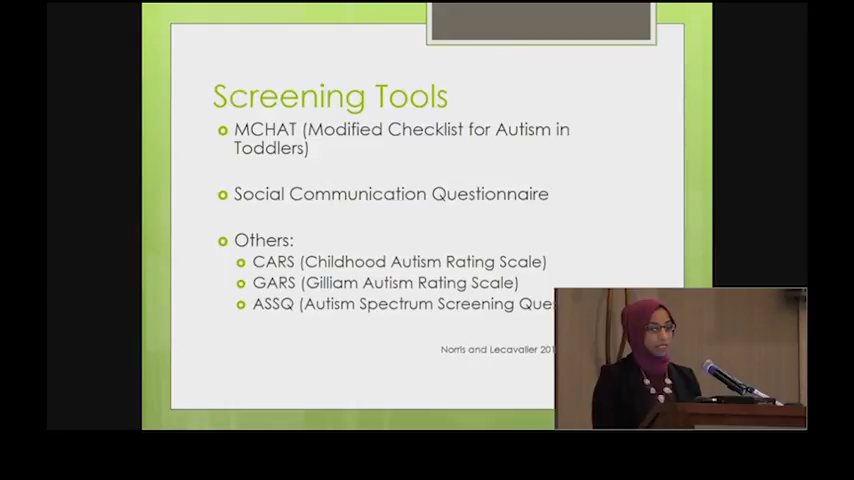 Screening Tools
MCHAT (Modified Checklist for Autism in
Toddlers)
Social Communication Questionnaire
Others:
CARS (Childhood Autism Rating Scale)
GARS (Gilliam Autism Rating Scale)
ASSQ (Autism Spectrum Screening
Norris and Lecavalier